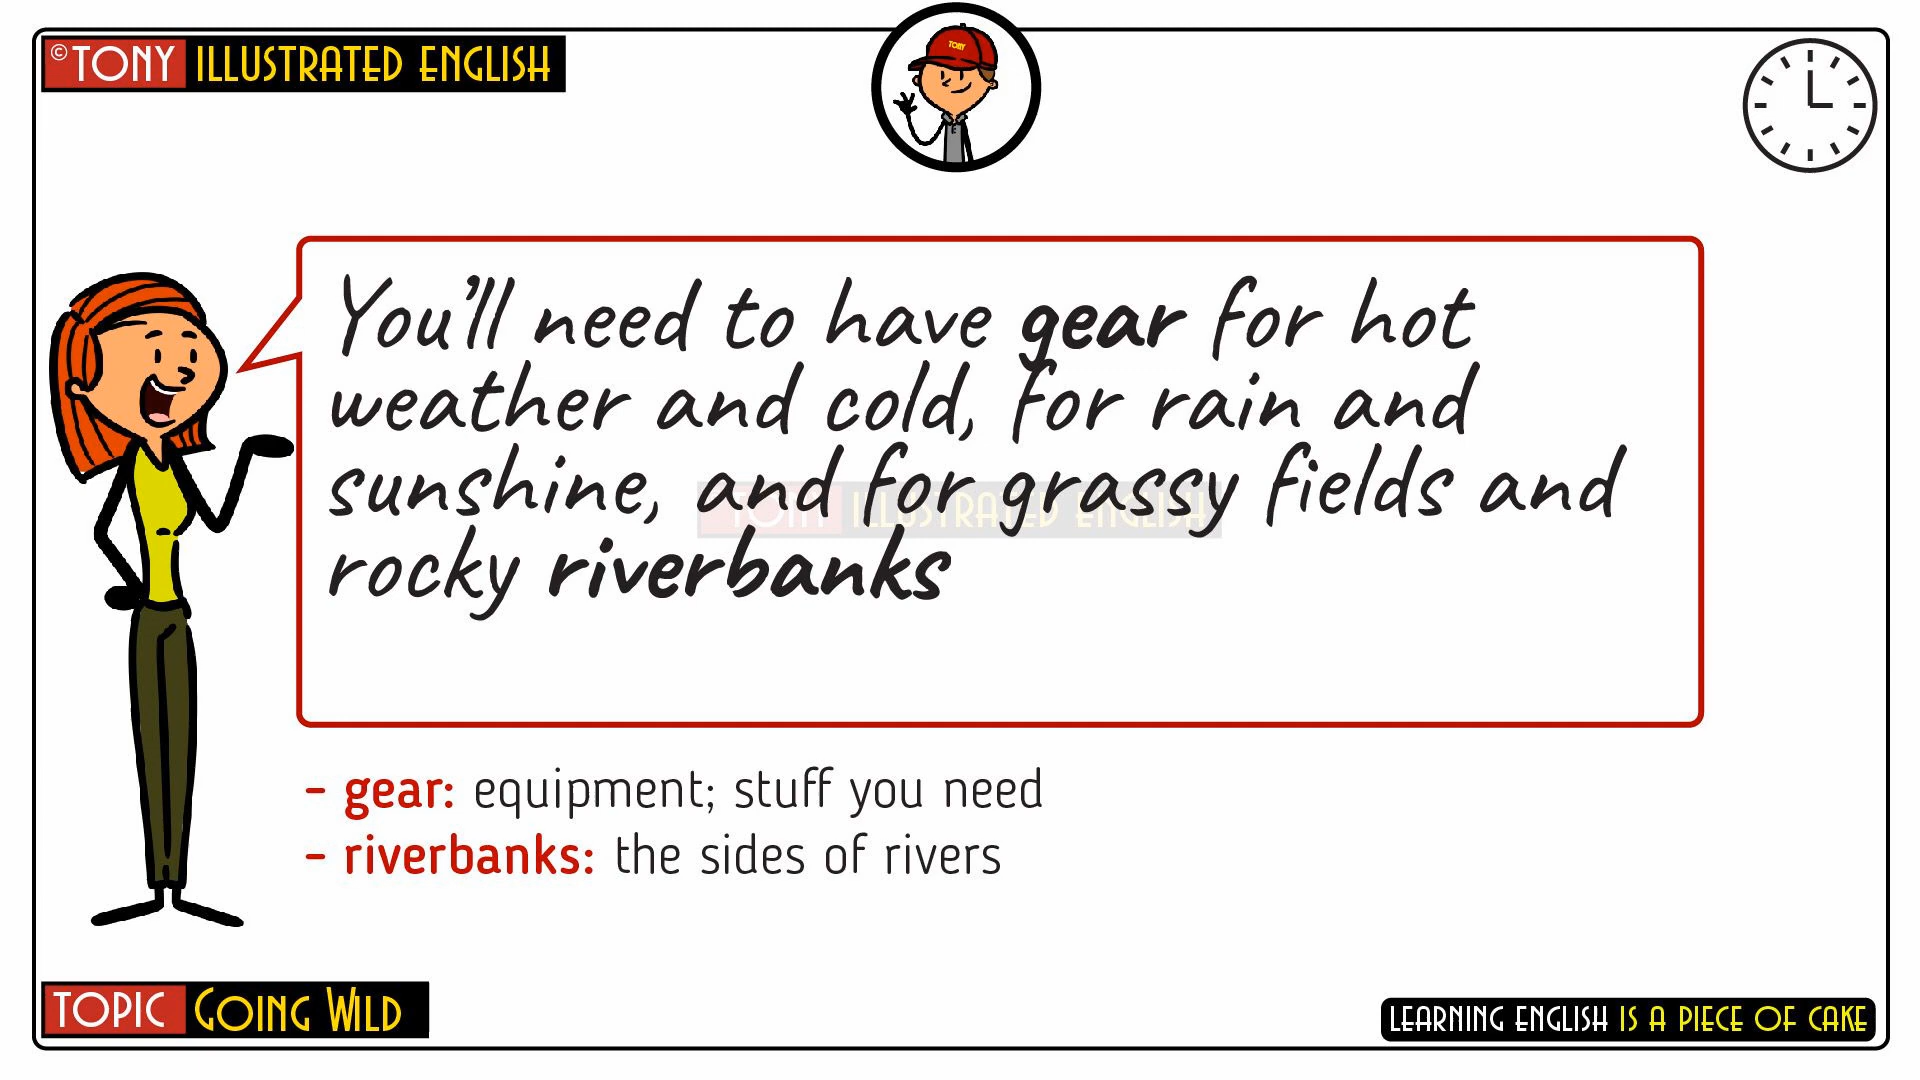 ©TONY ILLUSTRATED ENGLISH
TONY
You'll need to have gear for hot
weather and cold, for rain and
sunshine, and for grassy fields and
rocky riverbanks
TONY ILLUSTRATED ENGLISH
- gear: equipment; stuff you need
- riverbanks: the sides of rivers
TOPIC GOING WILD
LEARNING ENGLISH IS A PIECE OF CAKE